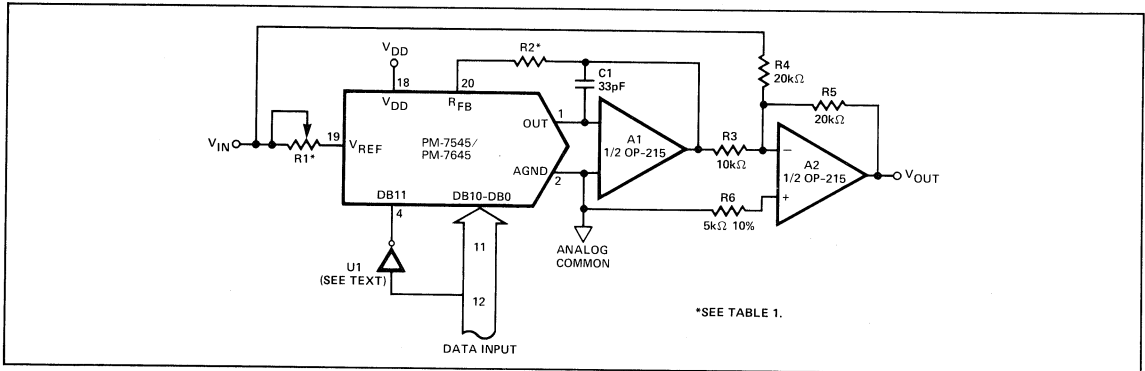 R2*
R4
20kΩ
VDD
18
VDD
20
RFB
C1
33pF
R5
20kΩ
VIN
R1*
19
VREF
PM-7545/
PM-7645
OUT
1
AGND
2
A1
1/2 OP-215
R3
10kΩ
−
+
A2
1/2 OP-215
VOUT
DB11
4
DB10-DB0
R6
5kΩ 10%
ANALOG
COMMON
U1
(SEE TEXT)
11
12
*SEE TABLE 1.
DATA INPUT